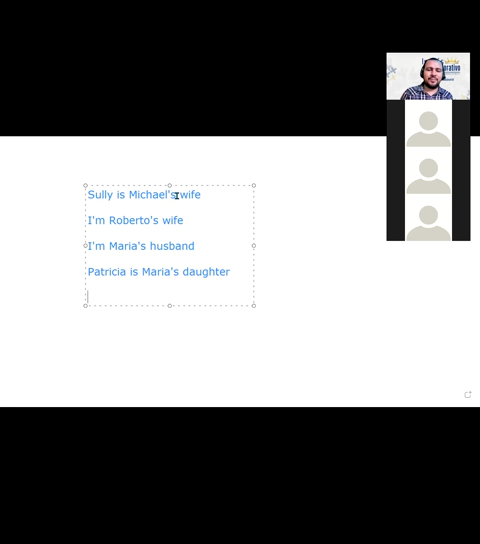 Sully is Michael's wife
I'm Roberto's wife
I'm Maria's husband
Patricia is Maria's daughter